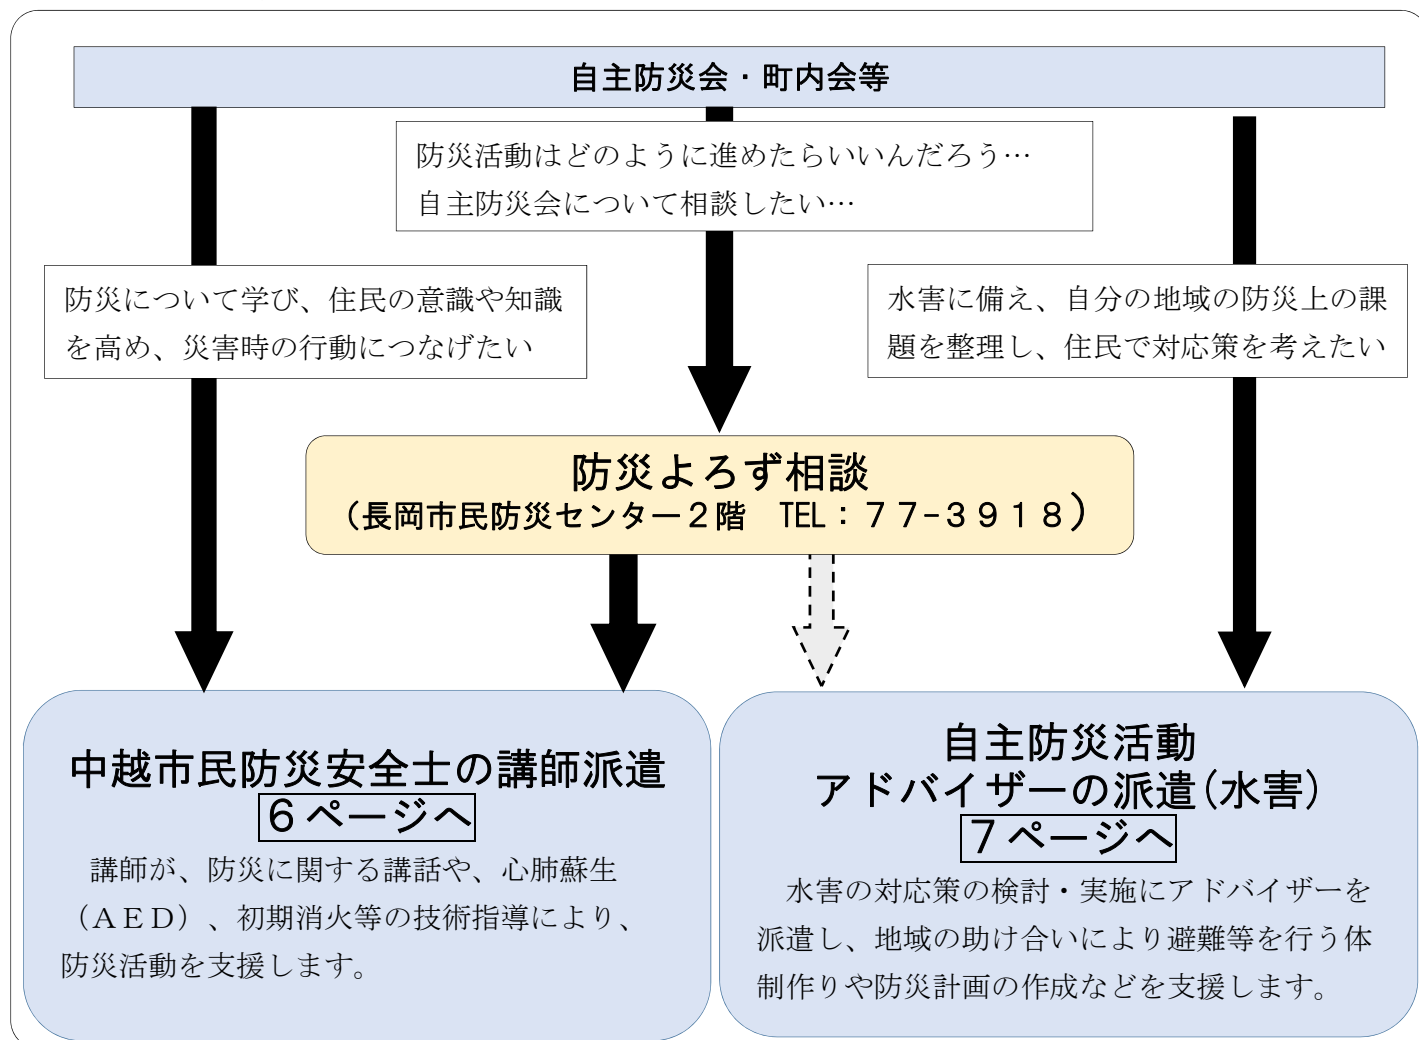 自主防災会・町内会等
防災活動はどのように進めたらいいんだろう…
自主防災会について相談したい…
防災について学び、住民の意識や知識
を高め、災害時の行動につなげたい
水害に備え、自分の地域の防災上の課
題を整理し、住民で対応策を考えたい
防災よろず相談
（長岡市民防災センター２階　TEL：７７-３９１８）
中越市民防災安全士の講師派遣
６ページへ
講師が、防災に関する講話や、心肺蘇生
（ＡＥＤ）、初期消火等の技術指導により、
防災活動を支援します。
自主防災活動
アドバイザーの派遣(水害)
７ページへ
水害の対応策の検討・実施にアドバイザーを
派遣し、地域の助け合いにより避難等を行う体
制作りや防災計画の作成などを支援します。